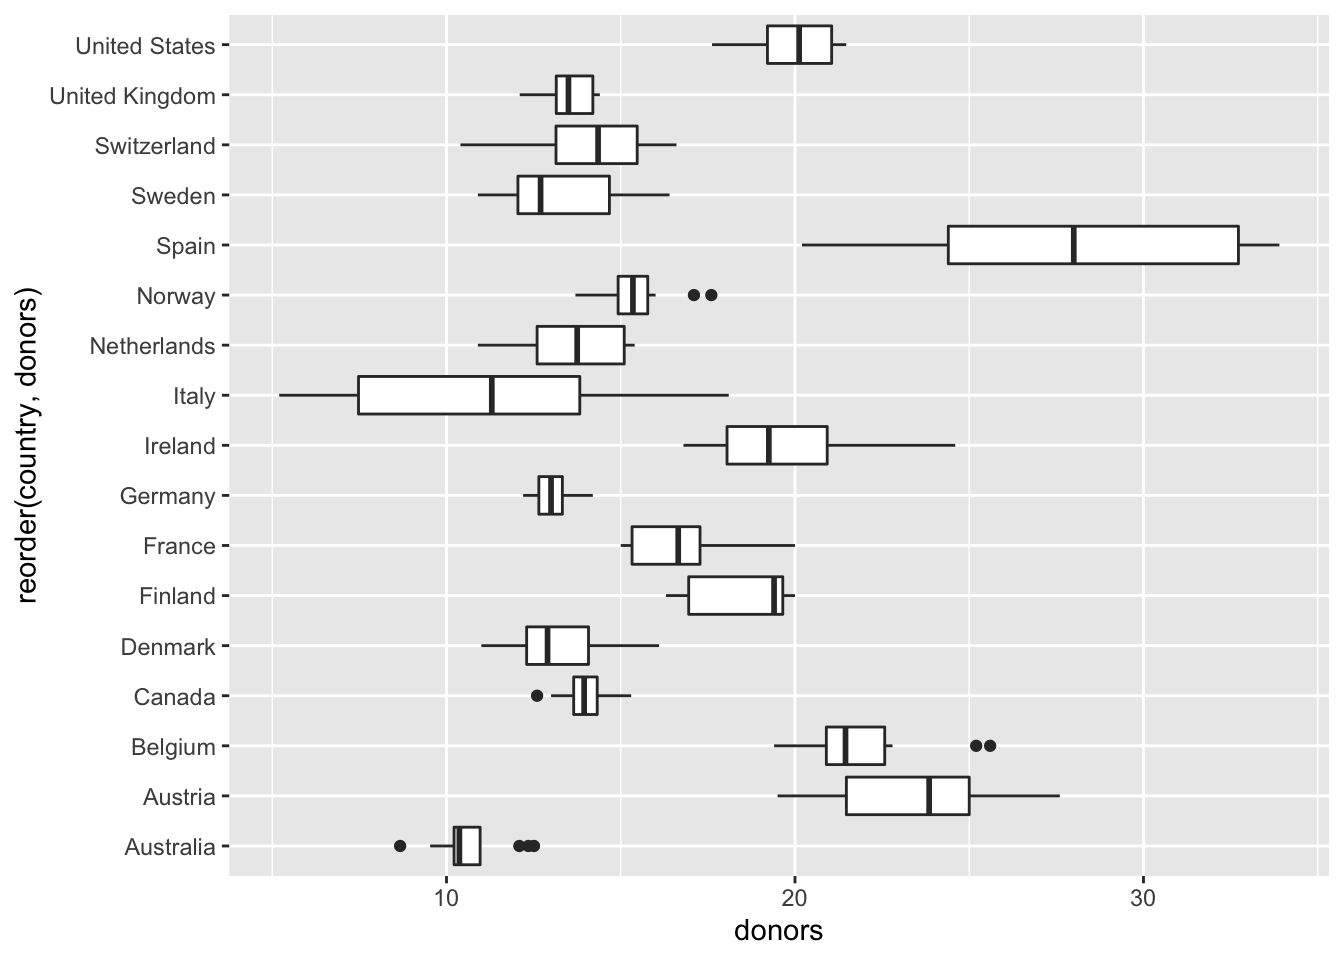 United States
United Kingdom
Switzerland
Sweden
Spain
Norway
Netherlands
Italy
Ireland
Germany
France
Finland
Denmark
Canada
Belgium
Austria
Australia
reorder(country, donors)
10 20 30
donors